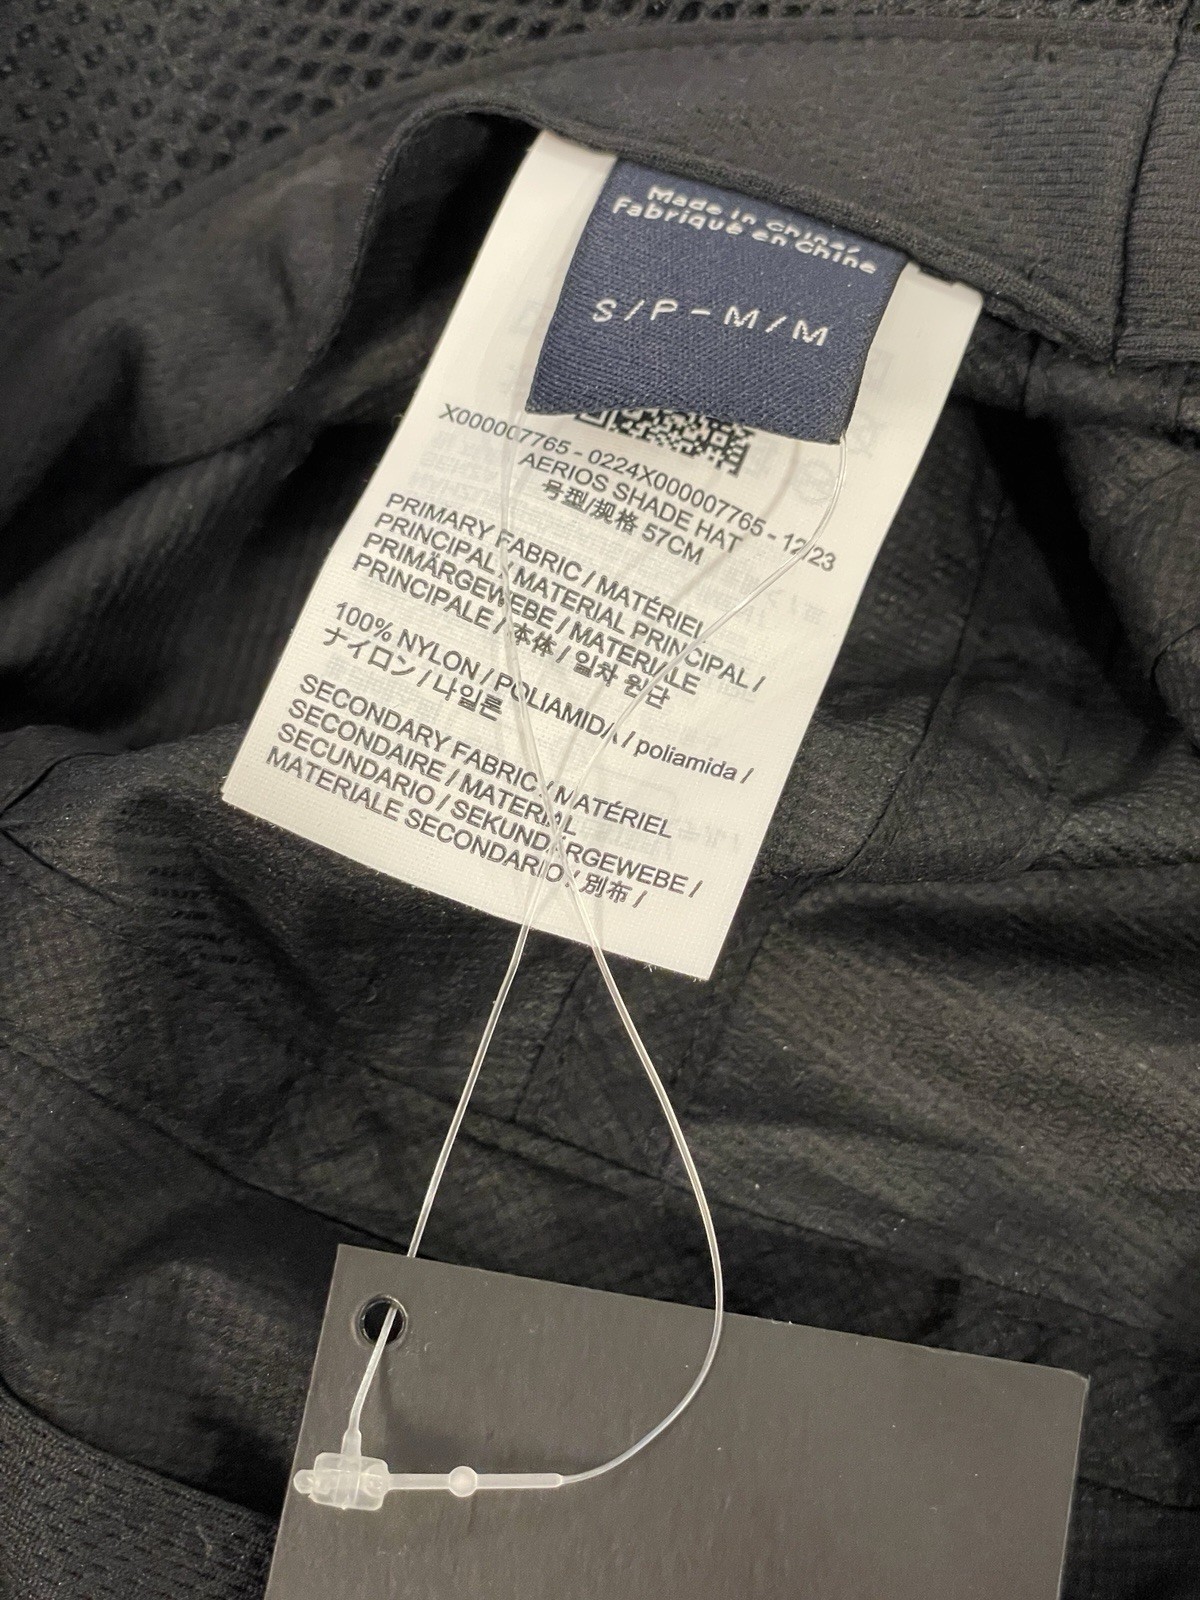 Made in China/
Fabriqué en Chine
S/P-M/M
X000007765 - 0224X000007765 - 12/23
AERIOS SHADE HAT
号型/规格 57CM
PRIMARY FABRIC / MATÉRIEL
PRINCIPAL / MATERIAL PRINCIPAL /
PRIMÄRGEWEBE / MATERIALE
PRINCIPALE / 本体 / 일차 원단
100% NYLON / POLIAMIDA / poliamida /
ナイロン / 나일론
SECONDARY FABRIC / MATÉRIEL
SECONDAIRE / MATERIAL
SECUNDARIO / SEKUNDÄRGEWEBE /
MATERIALE SECONDARIO / 別布 /